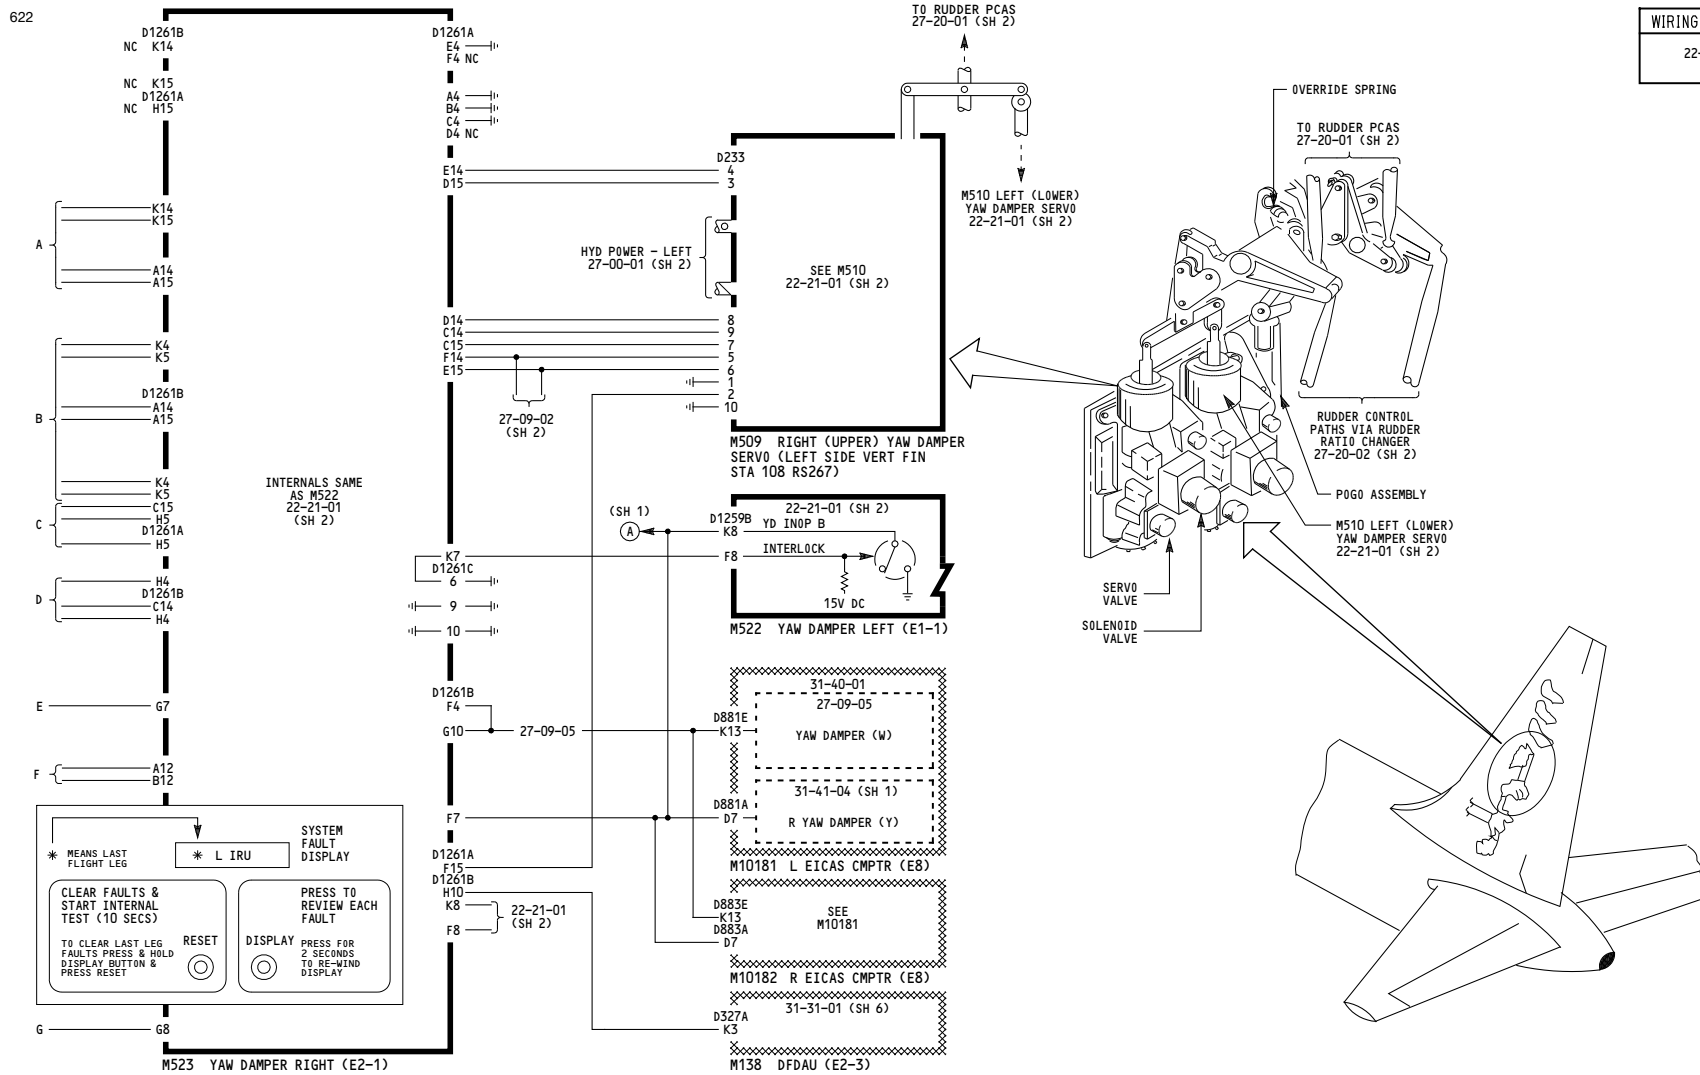 622
D1261B
NC K14
NC K15
D1261A
NC H15
A
K14
K15
A14
A15
B
K4
K5
D1261B
A14
A15
K4
K5
C
C15
H5
D1261A
H5
D
H4
D1261B
C14
H4
E
G7
F
A12
B12
G
G8
INTERNALS SAME
AS M522
22-21-01
(SH 2)
* MEANS LAST
FLIGHT LEG
* L IRU
SYSTEM
FAULT
DISPLAY
CLEAR FAULTS &
START INTERNAL
TEST (10 SECS)
TO CLEAR LAST LEG
FAULTS PRESS & HOLD
DISPLAY BUTTON &
PRESS RESET
RESET
PRESS TO
REVIEW EACH
FAULT
DISPLAY
PRESS FOR
2 SECONDS
TO RE-WIND
DISPLAY
M523 YAW DAMPER RIGHT (E2-1)
D1261A
E4
F4 NC
A4
B4
C4
D4 NC
E14
D15
D14
C14
C15
F14
E15
K7
D1261C
6
9
10
D1261B
F4
G10
F7
D1261A
F15
D1261B
H10
K8
F8
27-09-02
(SH 2)
27-09-05
22-21-01
(SH 2)
HYD POWER - LEFT
27-00-01 (SH 2)
D233
4
3
8
9
7
5
6
1
2
10
SEE M510
22-21-01 (SH 2)
M509 RIGHT (UPPER) YAW DAMPER
SERVO (LEFT SIDE VERT FIN
STA 108 RS267)
(SH 1)
A
22-21-01 (SH 2)
D1259B
K8
YD INOP B
F8
INTERLOCK
15V DC
M522 YAW DAMPER LEFT (E1-1)
31-40-01
27-09-05
D881E
K13
YAW DAMPER (W)
31-41-04 (SH 1)
D881A
D7
R YAW DAMPER (Y)
M10181 L EICAS CMPTR (E8)
D883E
K13
D883A
D7
SEE
M10181
M10182 R EICAS CMPTR (E8)
31-31-01 (SH 6)
D327A
K3
M138 DFDAU (E2-3)
TO RUDDER PCAS
27-20-01 (SH 2)
M510 LEFT (LOWER)
YAW DAMPER SERVO
22-21-01 (SH 2)
OVERRIDE SPRING
TO RUDDER PCAS
27-20-01 (SH 2)
RUDDER CONTROL
PATHS VIA RUDDER
RATIO CHANGER
27-20-02 (SH 2)
POGO ASSEMBLY
M510 LEFT (LOWER)
YAW DAMPER SERVO
22-21-01 (SH 2)
SERVO
VALVE
SOLENOID
VALVE
WIRING
22-